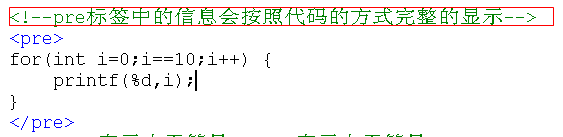 <!--pre标签中的信息会按照代码的方式完整的显示-->
<pre>
for(int i=0;i==10;i++) {
    printf(%d,i);
}
</pre>